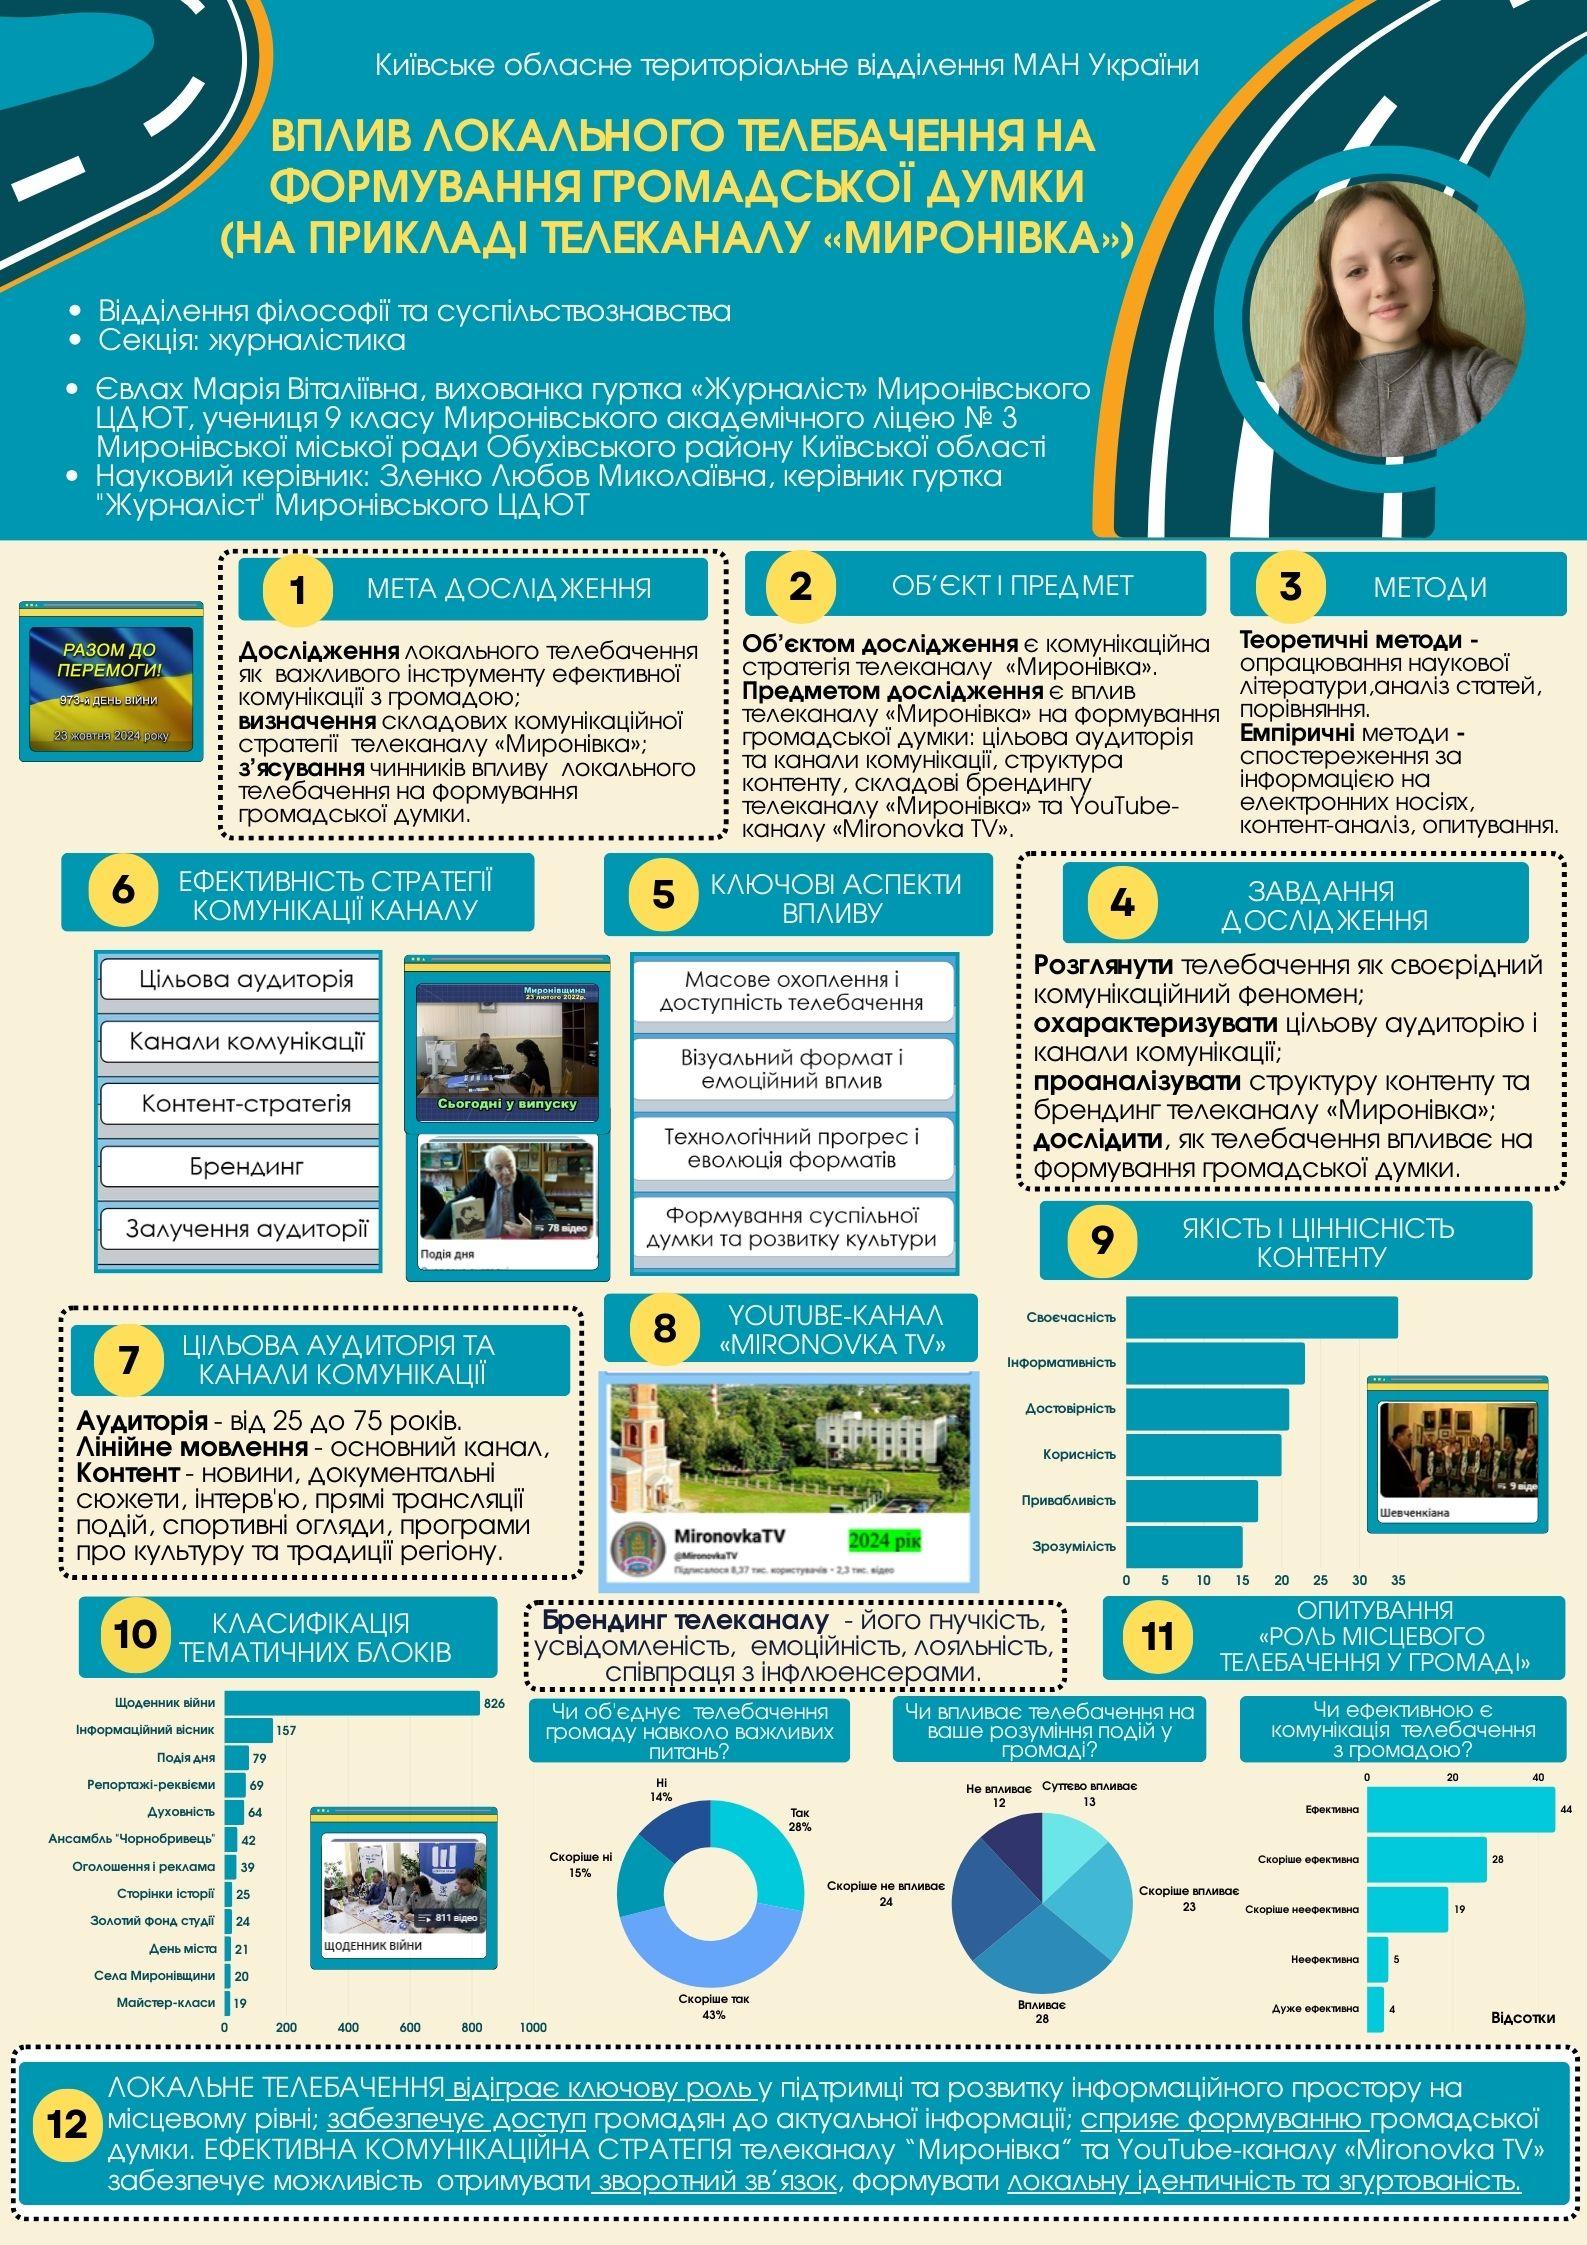 Київське обласне територіальне відділення МАН України
ВПЛИВ ЛОКАЛЬНОГО ТЕЛЕБАЧЕННЯ НА
ФОРМУВАННЯ ГРОМАДСЬКОЇ ДУМКИ
(НА ПРИКЛАДІ ТЕЛЕКАНАЛУ «МИРОНІВКА»)
• Відділення філософії та суспільствознавства
• Секція: журналістика
• Євлах Марія Віталіївна, вихованка гуртка «Журналіст» Миронівського
ЦДЮТ, учениця 9 класу Миронівського академічного ліцею № 3
Миронівської міської ради Обухівського району Київської області
• Науковий керівник: Зленко Любов Миколаївна, керівник гуртка
"Журналіст" Миронівського ЦДЮТ
РАЗОМ ДО
ПЕРЕМОГИ!
973-й ДЕНЬ ВІЙНИ
23 жовтня 2024 року
1
МЕТА ДОСЛІДЖЕННЯ
Дослідження локального телебачення
як важливого інструменту ефективної
комунікації з громадою;
визначення складових комунікаційної
стратегії телеканалу «Миронівка»;
з’ясування чинників впливу локального
телебачення на формування
громадської думки.
2
ОБ’ЄКТ І ПРЕДМЕТ
Об’єктом дослідження є комунікаційна
стратегія телеканалу «Миронівка».
Предметом дослідження є вплив
телеканалу «Миронівка» на формування
громадської думки: цільова аудиторія
та канали комунікації, структура
контенту, складові брендингу
телеканалу «Миронівка» та YouTube-
каналу «Mironovka TV».
3
МЕТОДИ
Теоретичні методи -
опрацювання наукової
літератури,аналіз статей,
порівняння.
Емпіричні методи -
спостереження за
інформацією на
електронних носіях,
контент-аналіз, опитування.
6
ЕФЕКТИВНІСТЬ СТРАТЕГІЇ
КОМУНІКАЦІЇ КАНАЛУ
Цільова аудиторія
Канали комунікації
Контент-стратегія
Брендинг
Залучення аудиторії
Миронівщина
23 лютого 2022р.
Сьогодні у випуску
78 відео
Подія дня
5
КЛЮЧОВІ АСПЕКТИ
ВПЛИВУ
Масове охоплення і
доступність телебачення
Візуальний формат і
емоційний вплив
Технологічний прогрес і
еволюція форматів
Формування суспільної
думки та розвитку культури
4
ЗАВДАННЯ
ДОСЛІДЖЕННЯ
Розглянути телебачення як своєрідний
комунікаційний феномен;
охарактеризувати цільову аудиторію і
канали комунікації;
проаналізувати структуру контенту та
брендинг телеканалу «Миронівка»;
дослідити, як телебачення впливає на
формування громадської думки.
7
ЦІЛЬОВА АУДИТОРІЯ ТА
КАНАЛИ КОМУНІКАЦІЇ
Аудиторія - від 25 до 75 років.
Лінійне мовлення - основний канал,
Контент - новини, документальні
сюжети, інтерв'ю, прямі трансляції
подій, спортивні огляди, програми
про культуру та традиції регіону.
8
YOUTUBE-КАНАЛ
«MIRONOVKA TV»
MironovkaTV
2024 рік
@MironovkaTV
Підписалося 8,37 тис. користувачів • 2,3 тис. відео
9
ЯКІСТЬ І ЦІННІСНІСТЬ
КОНТЕНТУ
Своєчасність
Інформативність
Достовірність
Корисність
Привабливість
Зрозумілість
0 5 10 15 20 25 30 35
9 віде
Шевченкіана
10
КЛАСИФІКАЦІЯ
ТЕМАТИЧНИХ БЛОКІВ
Щоденник війни 826
Інформаційний вісник 157
Подія дня 79
Репортажі-реквієми 69
Духовність 64
Ансамбль "Чорнобривець" 42
Оголошення і реклама 39
Сторінки історії 25
Золотий фонд студії 24
День міста 21
Села Миронівщини 20
Майстер-класи 19
0 200 400 600 800 1000
811 відео
ЩОДЕННИК ВІЙНИ
Брендинг телеканалу - його гнучкість,
усвідомленість, емоційність, лояльність,
співпраця з інфлюенсерами.
11
ОПИТУВАННЯ
«РОЛЬ МІСЦЕВОГО
ТЕЛЕБАЧЕННЯ У ГРОМАДІ»
Чи об'єднує телебачення
громаду навколо важливих
питань?
Ні
14%
Так
28%
Скоріше ні
15%
Скоріше так
43%
Чи впливає телебачення на
ваше розуміння подій у
громаді?
Не впливає
12
Суттєво впливає
13
Скоріше не впливає
24
Скоріше впливає
23
Впливає
28
Чи ефективною є
комунікація телебачення
з громадою?
0 20 40
Ефективна 44
Скоріше ефективна 28
Скоріше неефективна 19
Неефективна 5
Дуже ефективна 4
Відсотки
12
ЛОКАЛЬНЕ ТЕЛЕБАЧЕННЯ відіграє ключову роль у підтримці та розвитку інформаційного простору на
місцевому рівні; забезпечує доступ громадян до актуальної інформації; сприяє формуванню громадської
думки. ЕФЕКТИВНА КОМУНІКАЦІЙНА СТРАТЕГІЯ телеканалу “Миронівка” та YouTube-каналу «Mironovka TV»
забезпечує можливість отримувати зворотний зв’язок, формувати локальну ідентичність та згуртованість.